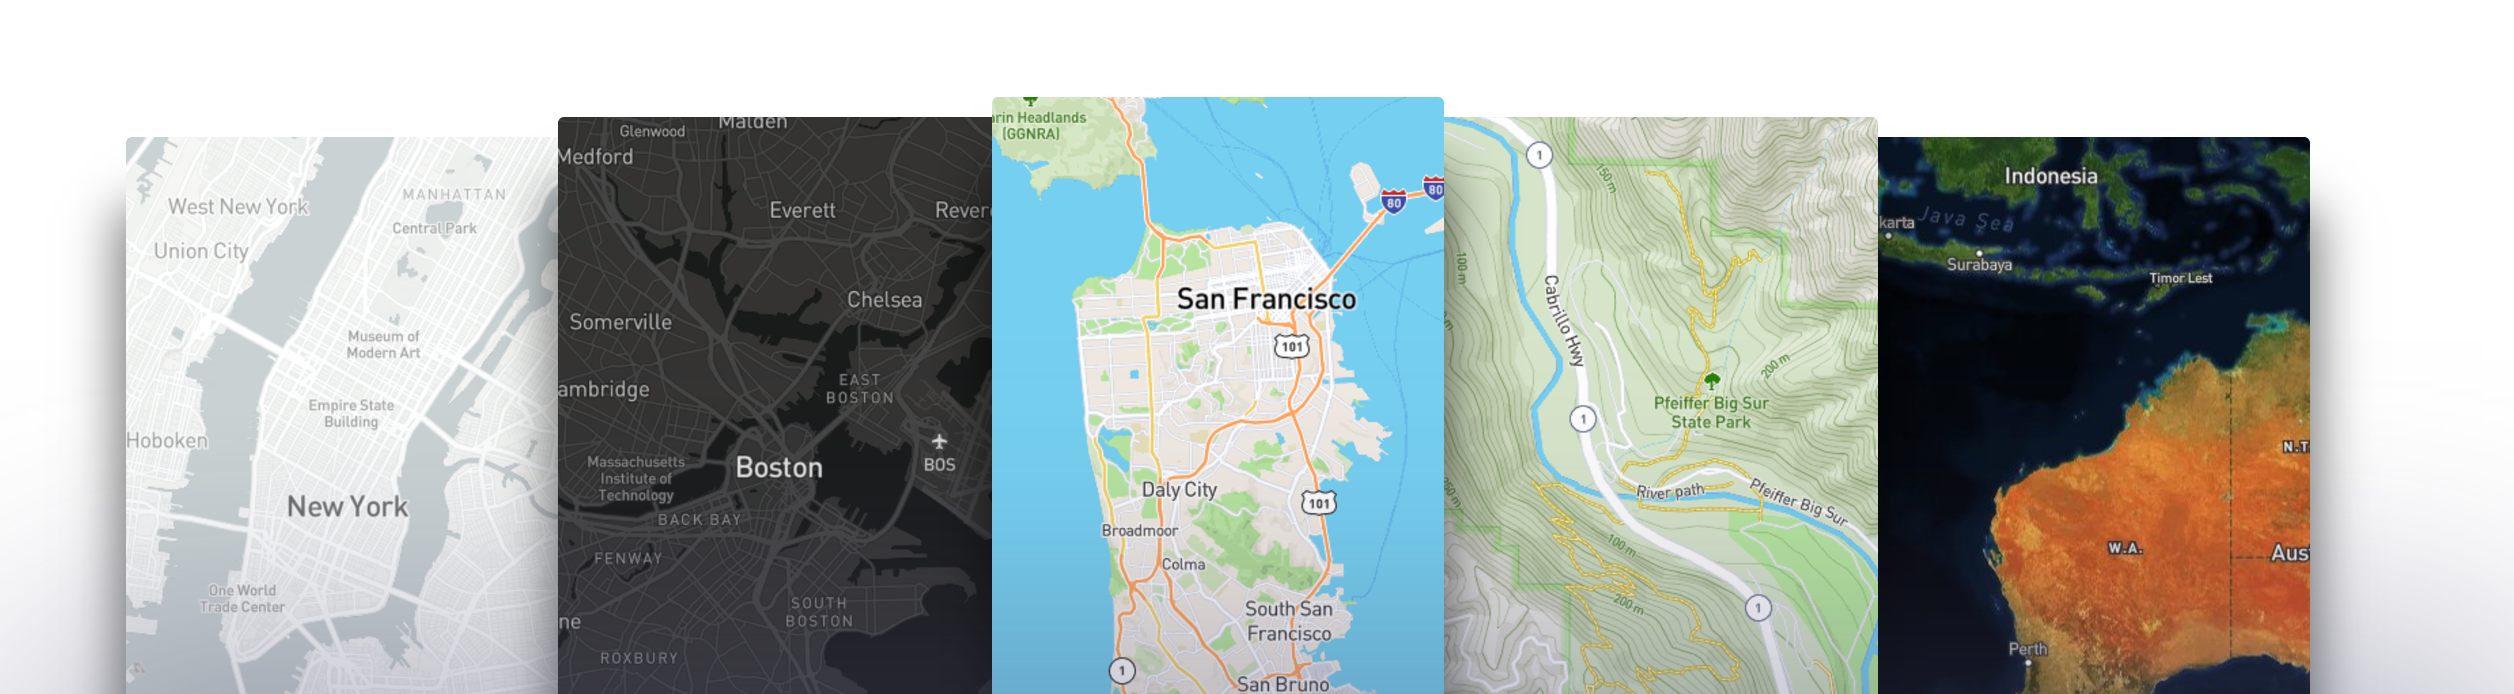 West New York
MANHATTAN
Central Park
Union City
Museum of
Modern Art
Empire State
Building
Hoboken
New York
One World
Trade Center
Malden
Glenwood
Medford
Everett
Rever
Chelsea
Somerville
EAST
BOSTON
ambridge
BOS
Massachusetts
Institute of
Technology
Boston
BACK BAY
FENWAY
SOUTH
BOSTON
ne
ROXBURY
arin Headlands
(GGNRA)
80
80
San Francisco
101
Daly City
101
Broadmoor
Colma
South San
Francisco
1
San Bruno
1
150 m
100 m
m
Cabrillo Hwy
200 m
Pfeiffer Big Sur
State Park
1
River path
Pfeiffer Big Sur
100 m
200 m
1
Indonesia
karta
Java Sea
Surabaya
Timor Lest
N.T
W.A.
Aus
Perth